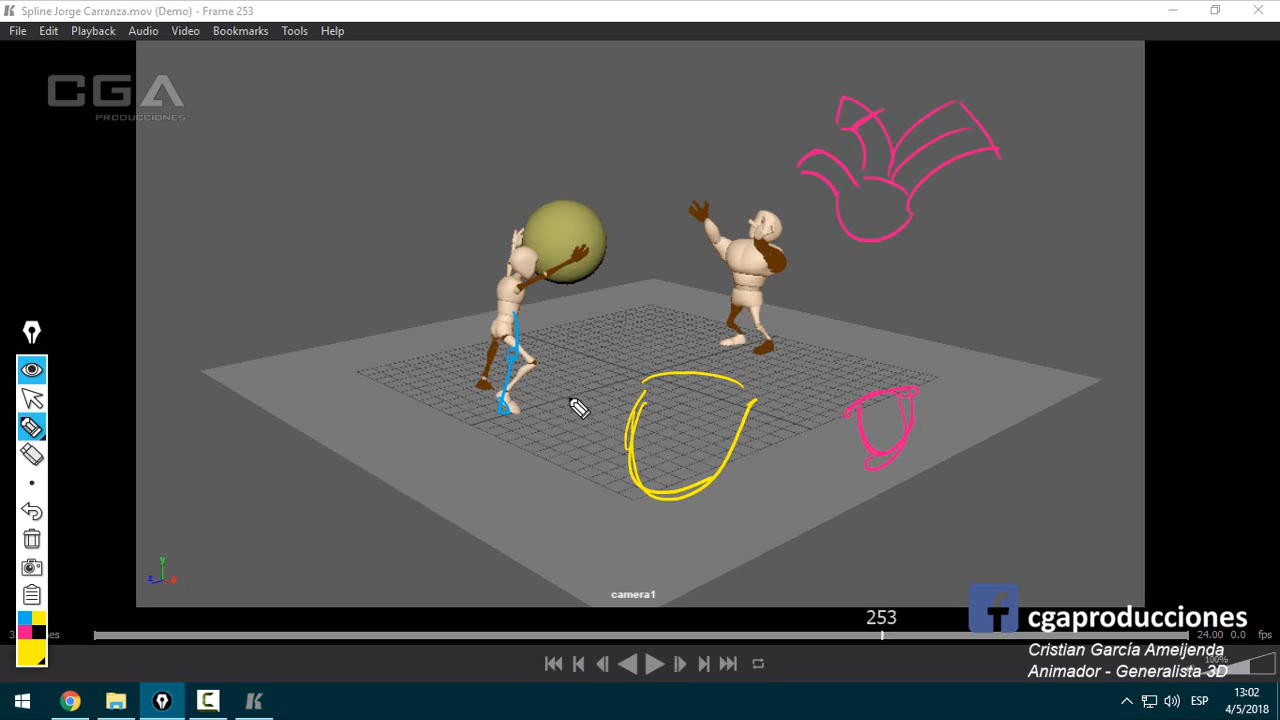 Spline Jorge Carranza.mov (Demo) - Frame 253
File Edit Playback Audio Video Bookmarks Tools Help
CGA
PRODUCCIONES
y
z x
camera1
253
24.00 0.0 fps
100%
cgaproducciones
Cristian García Ameijenda
Animador - Generalista 3D
ESP
13:02
4/5/2018